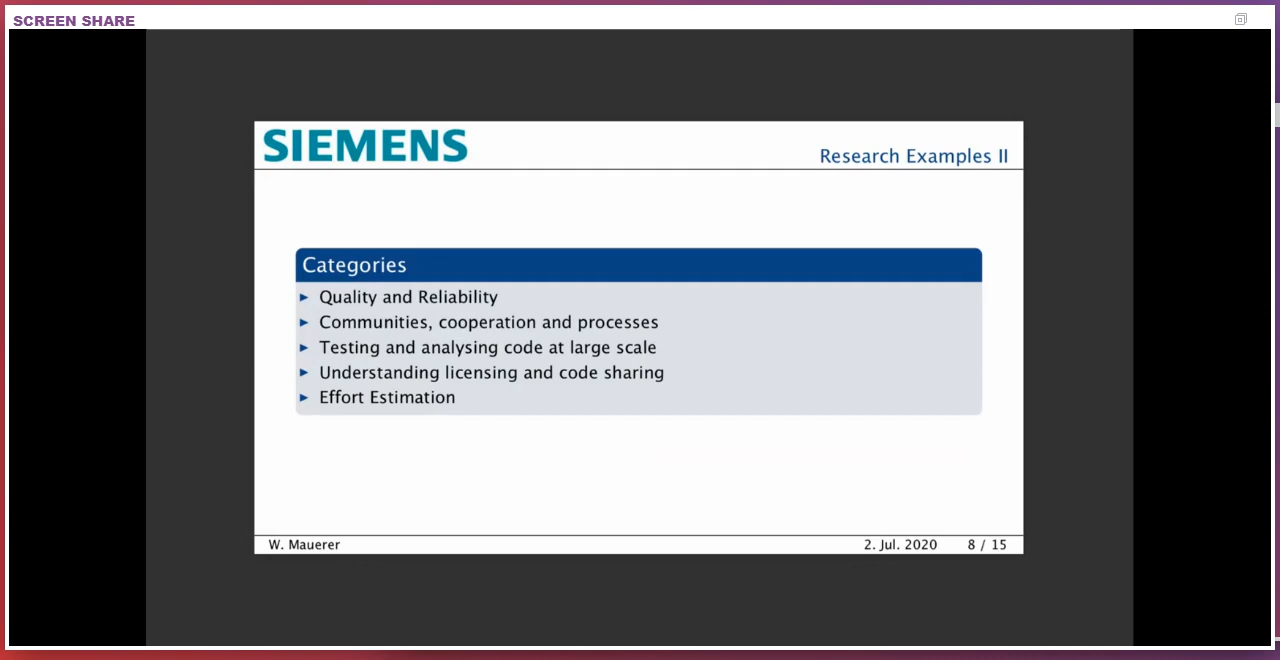 SCREEN SHARE
SIEMENS
Research Examples II
Categories
► Quality and Reliability
► Communities, cooperation and processes
► Testing and analysing code at large scale
► Understanding licensing and code sharing
► Effort Estimation
W. Mauerer
2. Jul. 2020 8 / 15